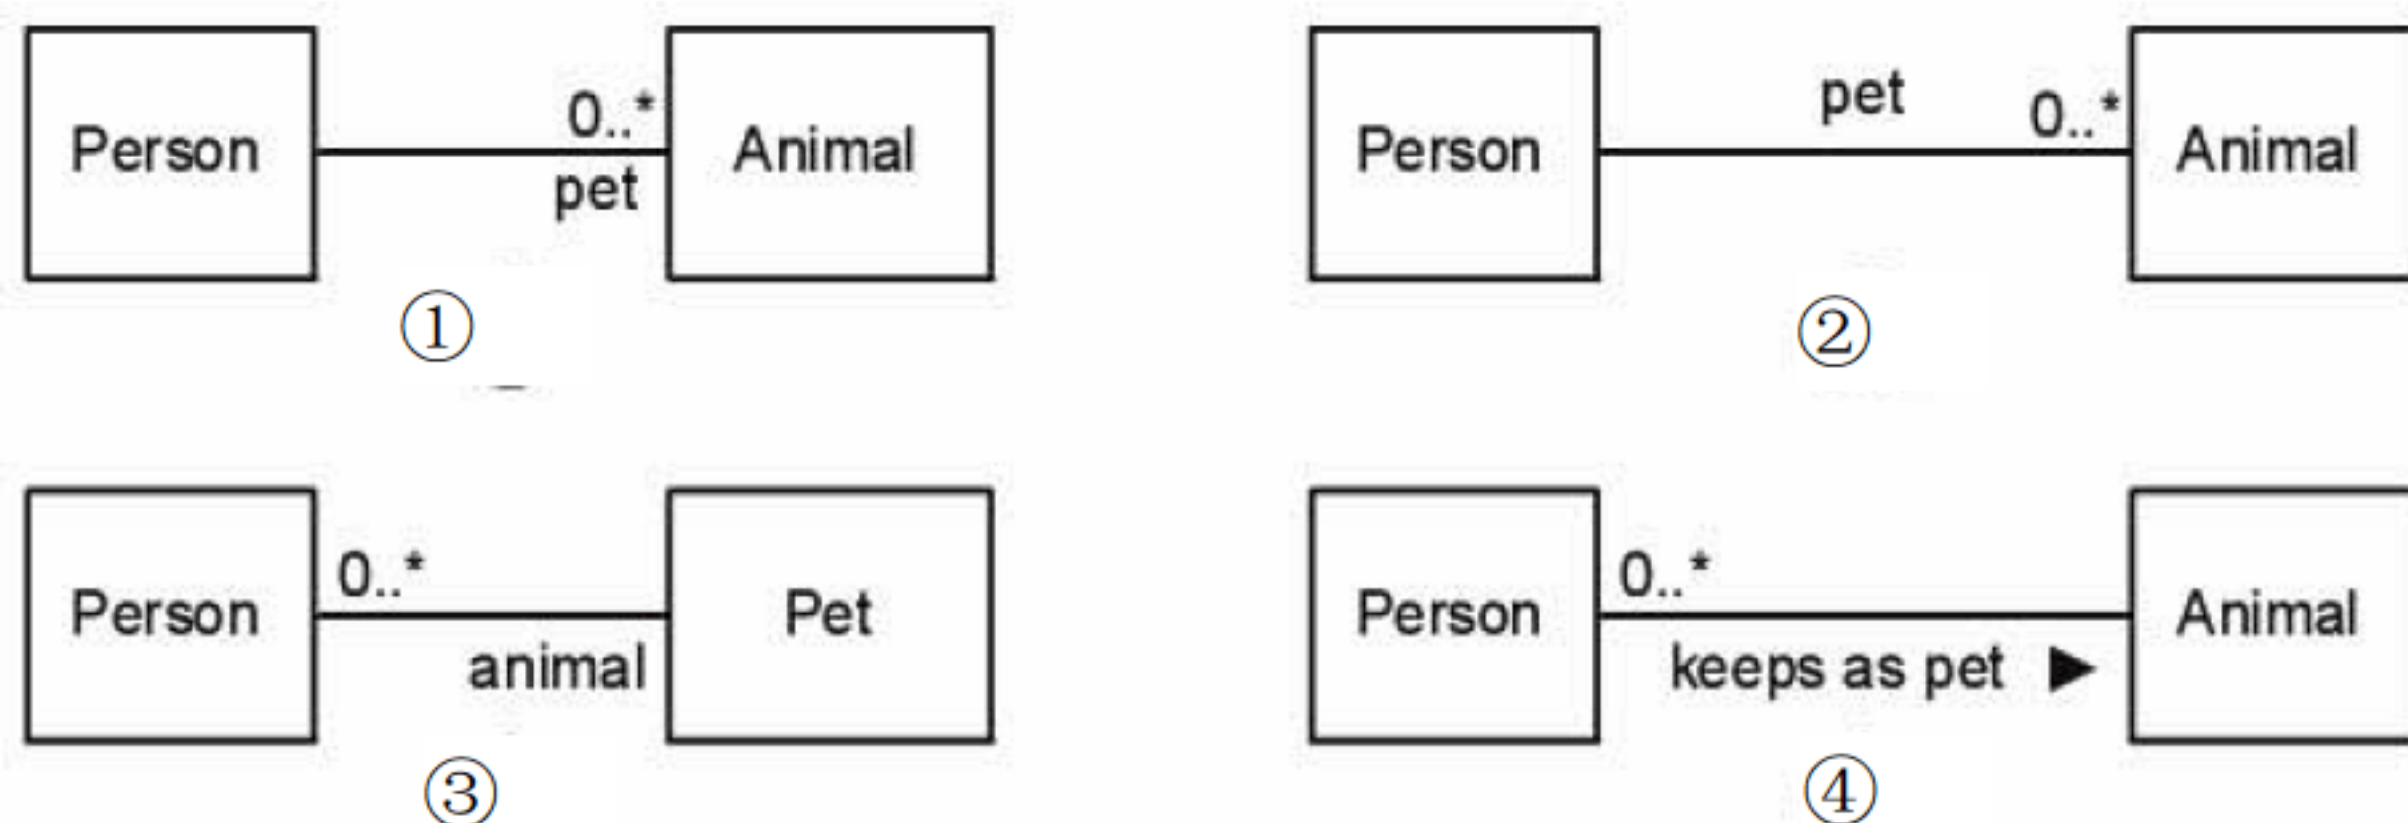 0..*
Person
Animal
pet
①
pet
0..*
Person
Animal
②
0..*
Person
Pet
animal
③
0..*
Person
Animal
keeps as pet ▶
④